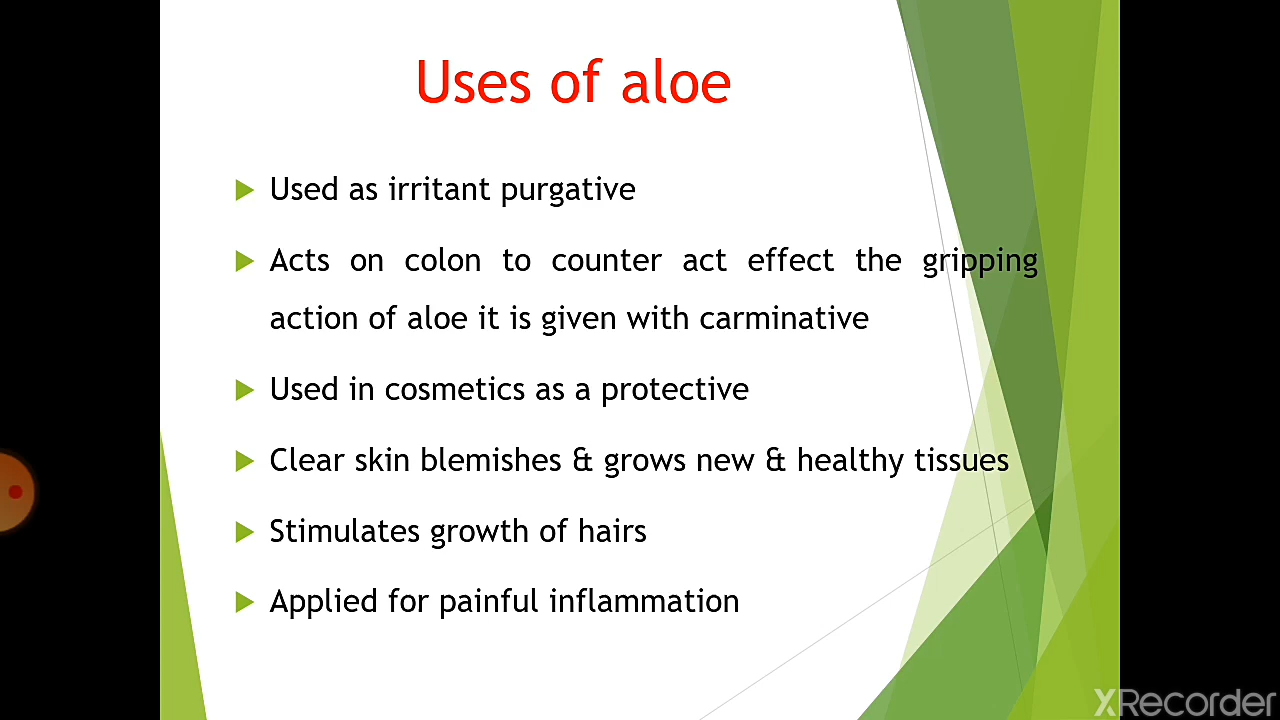 Uses of aloe
Used as irritant purgative
Acts on colon to counter act effect the gripping
action of aloe it is given with carminative
Used in cosmetics as a protective
Clear skin blemishes & grows new & healthy tissues
Stimulates growth of hairs
Applied for painful inflammation
XRecorder